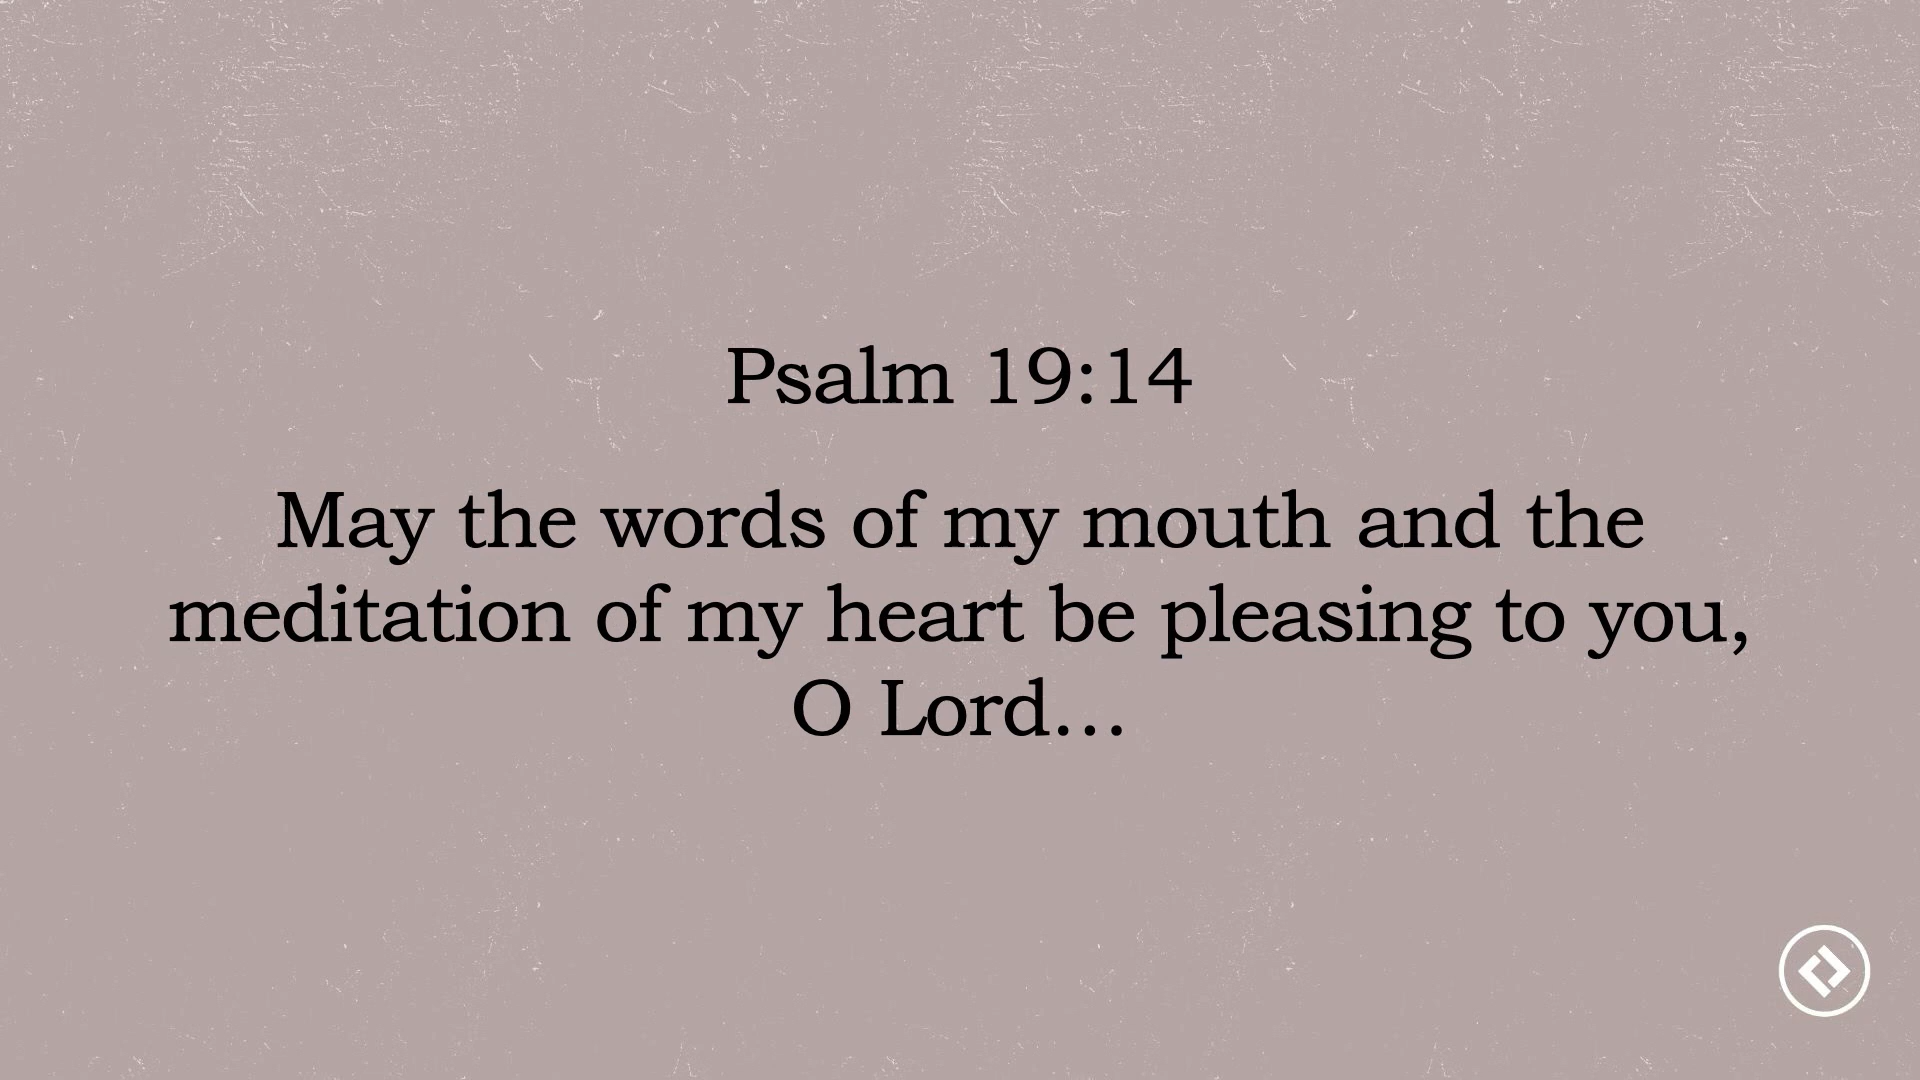 Psalm 19:14
May the words of my mouth and the
meditation of my heart be pleasing to you,
O Lord…